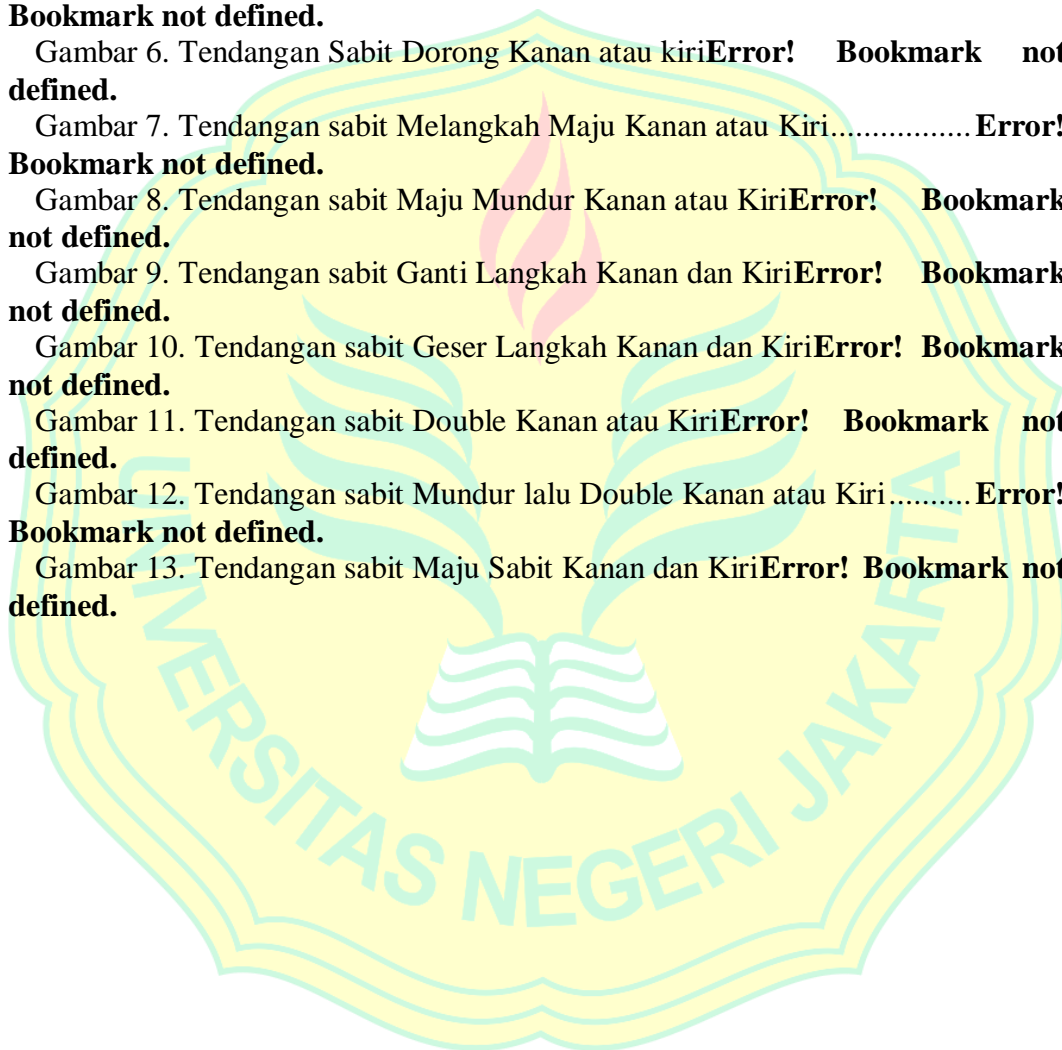 Bookmark not defined.
Gambar 6. Tendangan Sabit Dorong Kanan atau kiriError! Bookmark not
defined.
Gambar 7. Tendangan sabit Melangkah Maju Kanan atau Kiri.................Error!
Bookmark not defined.
Gambar 8. Tendangan sabit Maju Mundur Kanan atau KiriError! Bookmark
not defined.
Gambar 9. Tendangan sabit Ganti Langkah Kanan dan KiriError! Bookmark
not defined.
Gambar 10. Tendangan sabit Geser Langkah Kanan dan KiriError! Bookmark
not defined.
Gambar 11. Tendangan sabit Double Kanan atau KiriError! Bookmark not
defined.
Gambar 12. Tendangan sabit Mundur lalu Double Kanan atau Kiri..........Error!
Bookmark not defined.
Gambar 13. Tendangan sabit Maju Sabit Kanan dan KiriError! Bookmark not
defined.
UNIVERSITAS NEGERI JAKARTA